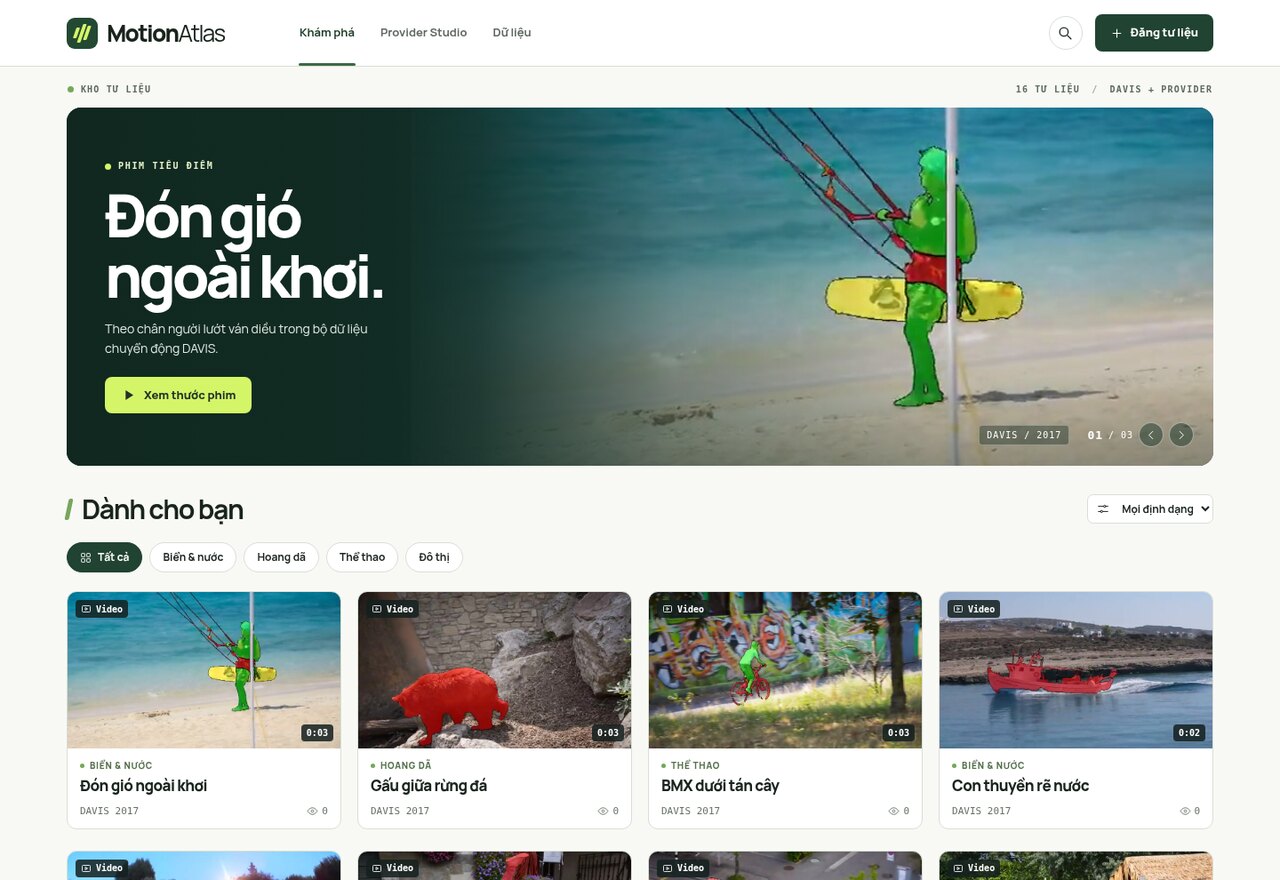 MotionAtlas
Khám phá
Provider Studio
Dữ liệu
Đăng tư liệu
KHO TƯ LIỆU
16 TƯ LIỆU / DAVIS + PROVIDER
PHIM TIÊU ĐIỂM
Đón gió
ngoài khơi.
Theo chân người lướt ván diều trong bộ dữ liệu
chuyển động DAVIS.
Xem thước phim
DAVIS / 2017
01 / 03
Dành cho bạn
Mọi định dạng
Tất cả
Biển & nước
Hoang dã
Thể thao
Đô thị
Video
Video
Video
Video
0:03
0:03
0:03
0:02
BIỂN & NƯỚC
HOANG DÃ
THỂ THAO
BIỂN & NƯỚC
Đón gió ngoài khơi
Gấu giữa rừng đá
BMX dưới tán cây
Con thuyền rẽ nước
DAVIS 2017
0
DAVIS 2017
0
DAVIS 2017
0
DAVIS 2017
0
Video
Video
Video
Video